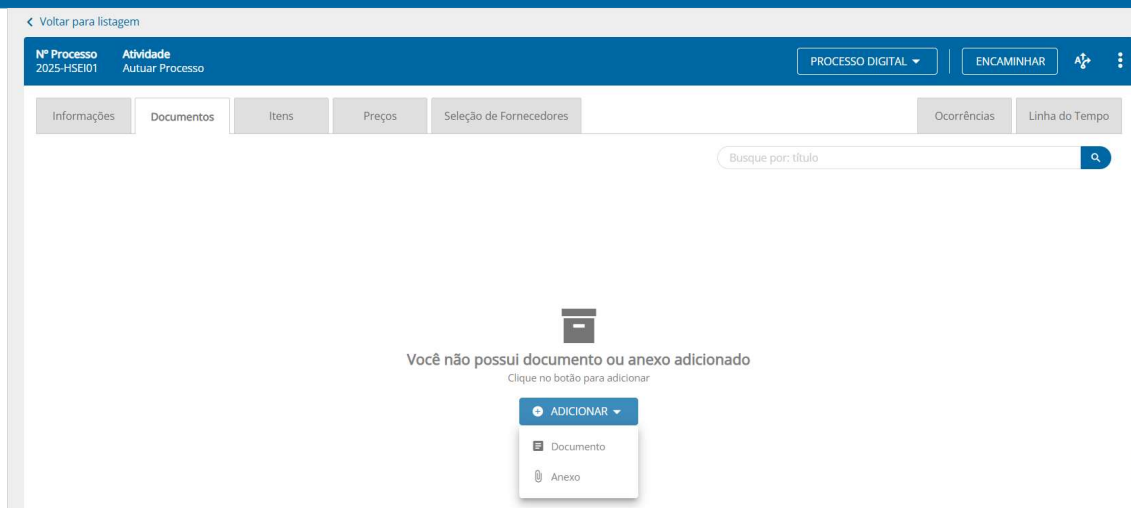 Voltar para listagem
Nº Processo Atividade
2025-HSEI01 Autuar Processo
PROCESSO DIGITAL
ENCAMINHAR
Informações Documentos Itens Preços Seleção de Fornecedores Ocorrências Linha do Tempo
Busque por: título
Você não possui documento ou anexo adicionado
Clique no botão para adicionar
ADICIONAR
Documento
Anexo